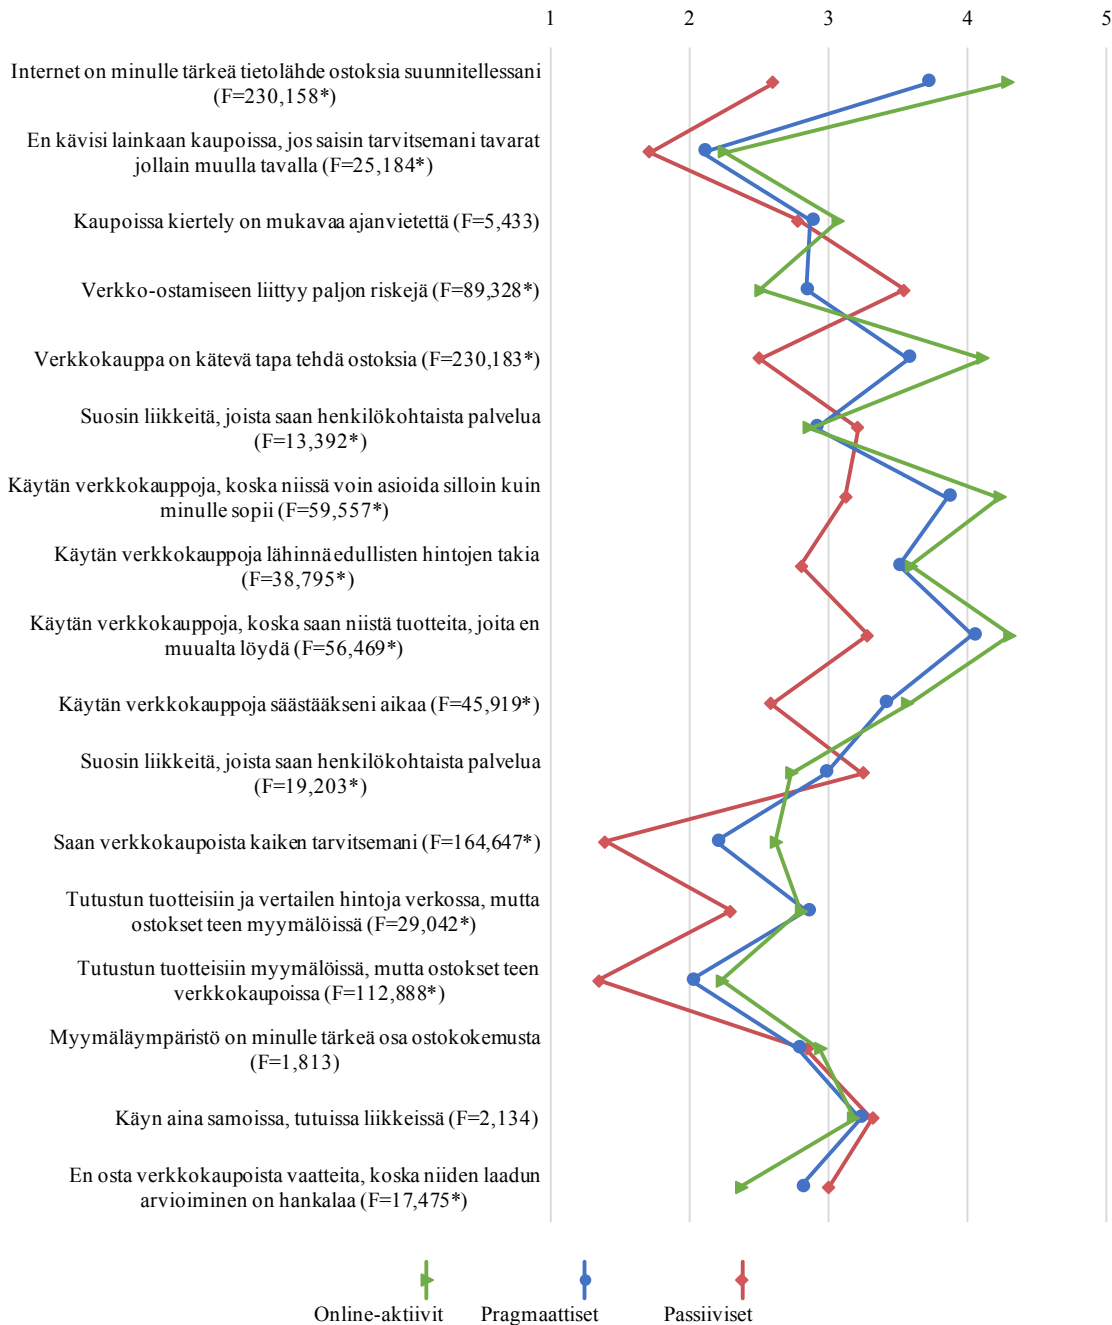 1 2 3 4 5
Internet on minulle tärkeä tietolähde ostoksia suunnitellessani
(F=230,158*)
En kävisi lainkaan kaupoissa, jos saisin tarvitsemani tavarat
jollain muulla tavalla (F=25,184*)
Kaupoissa kiertely on mukavaa ajanvietettä (F=5,433)
Verkko-ostamiseen liittyy paljon riskejä (F=89,328*)
Verkkokauppa on kätevä tapa tehdä ostoksia (F=230,183*)
Suosin liikkeitä, joista saan henkilökohtaista palvelua
(F=13,392*)
Käytän verkkokauppoja, koska niissä voin asioida silloin kuin
minulle sopii (F=59,557*)
Käytän verkkokauppoja lähinnä edullisten hintojen takia
(F=38,795*)
Käytän verkkokauppoja, koska saan niistä tuotteita, joita en
muualta löydä (F=56,469*)
Käytän verkkokauppoja säästääkseni aikaa (F=45,919*)
Suosin liikkeitä, joista saan henkilökohtaista palvelua
(F=19,203*)
Saan verkkokaupoista kaiken tarvitsemani (F=164,647*)
Tutustun tuotteisiin ja vertailen hintoja verkossa, mutta
ostokset teen myymälöissä (F=29,042*)
Tutustun tuotteisiin myymälöissä, mutta ostokset teen
verkkokaupoissa (F=112,888*)
Myymäläympäristö on minulle tärkeä osa ostokokemusta
(F=1,813)
Käyn aina samoissa, tutuissa liikkeissä (F=2,134)
En osta verkkokaupoista vaatteita, koska niiden laadun
arvioiminen on hankalaa (F=17,475*)
Online-aktiivit Pragmaattiset Passiiviset